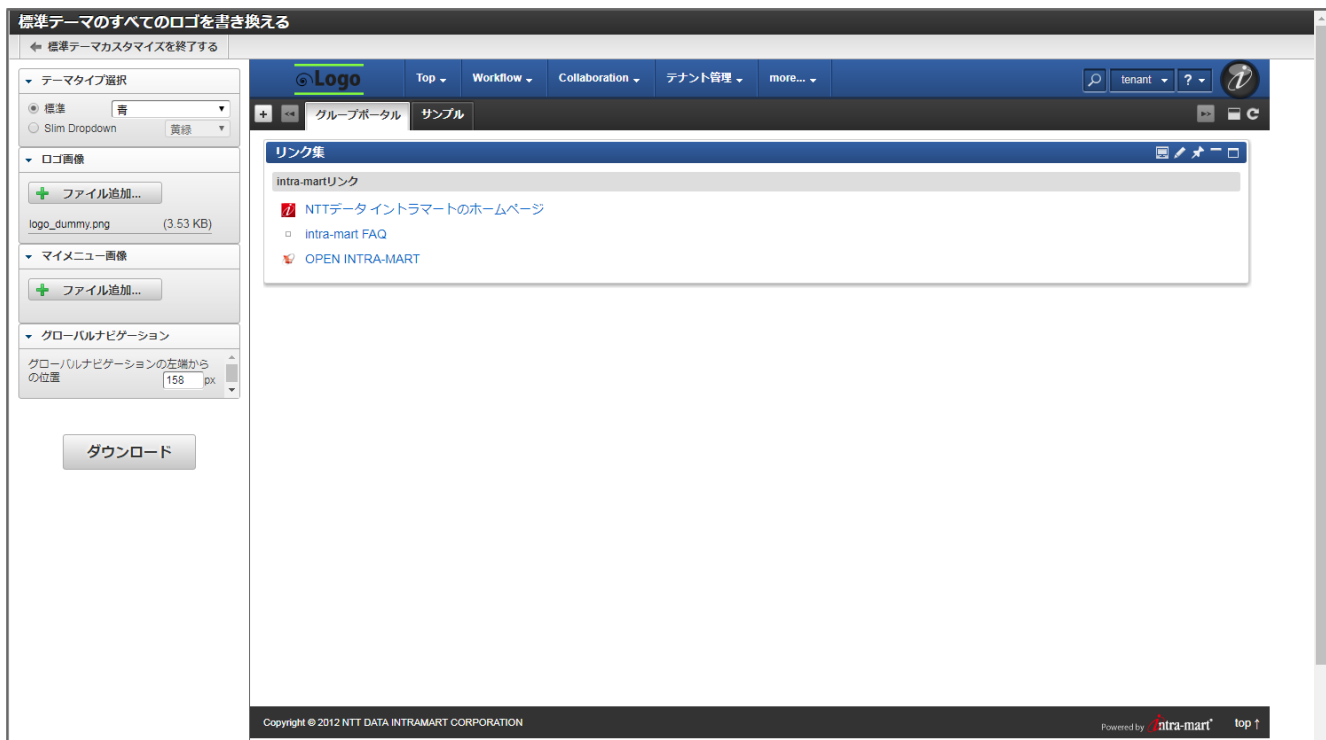 標準テーマのすべてのロゴを書き換える
標準テーマカスタマイズを終了する
テーマタイプ選択
標準 青
Slim Dropdown 黄緑
ロゴ画像
ファイル追加...
logo_dummy.png (3.53 KB)
マイメニュー画像
ファイル追加...
グローバルナビゲーション
グローバルナビゲーションの左端から
の位置 158 px
ダウンロード
Logo Top Workflow Collaboration テナント管理 more... tenant ?
グループポータル サンプル
リンク集
intra-martリンク
NTTデータ イントラマートのホームページ
intra-mart FAQ
OPEN INTRA-MART
Copyright © 2012 NTT DATA INTRAMART CORPORATION
Powered by intra-mart top ↑